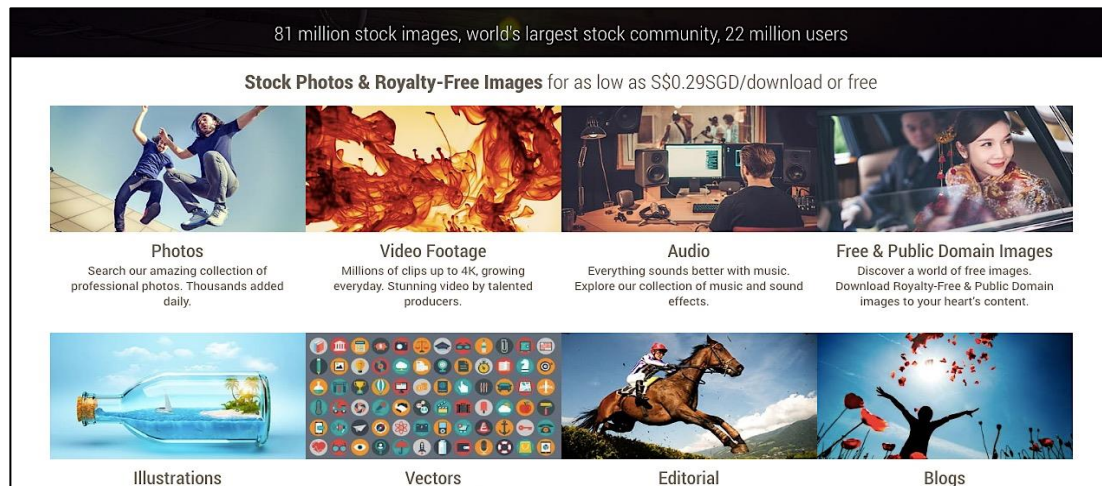 81 million stock images, world's largest stock community, 22 million users
Stock Photos & Royalty-Free Images for as low as S$0.29SGD/download or free
Photos
Search our amazing collection of
professional photos. Thousands added
daily.
Video Footage
Millions of clips up to 4K, growing
everyday. Stunning video by talented
producers.
Audio
Everything sounds better with music.
Explore our collection of music and sound
effects.
Free & Public Domain Images
Discover a world of free images.
Download Royalty-Free & Public Domain
images to your heart's content.
Illustrations
Vectors
Editorial
Blogs